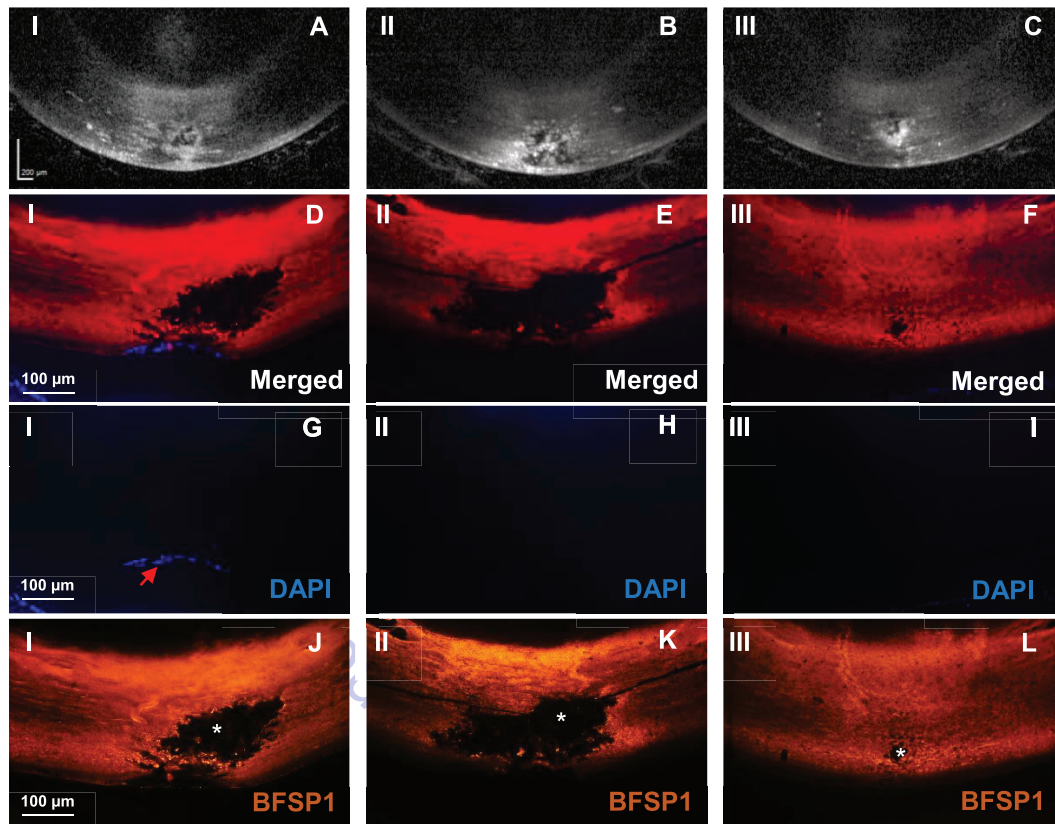 I A
II B
III C
200 µm
I D
II E
III F
100 µm
Merged
Merged
Merged
I G
II H
III I
100 µm
DAPI
DAPI
DAPI
I J
II K
III L
*
*
*
100 µm
BFSP1
BFSP1
BFSP1